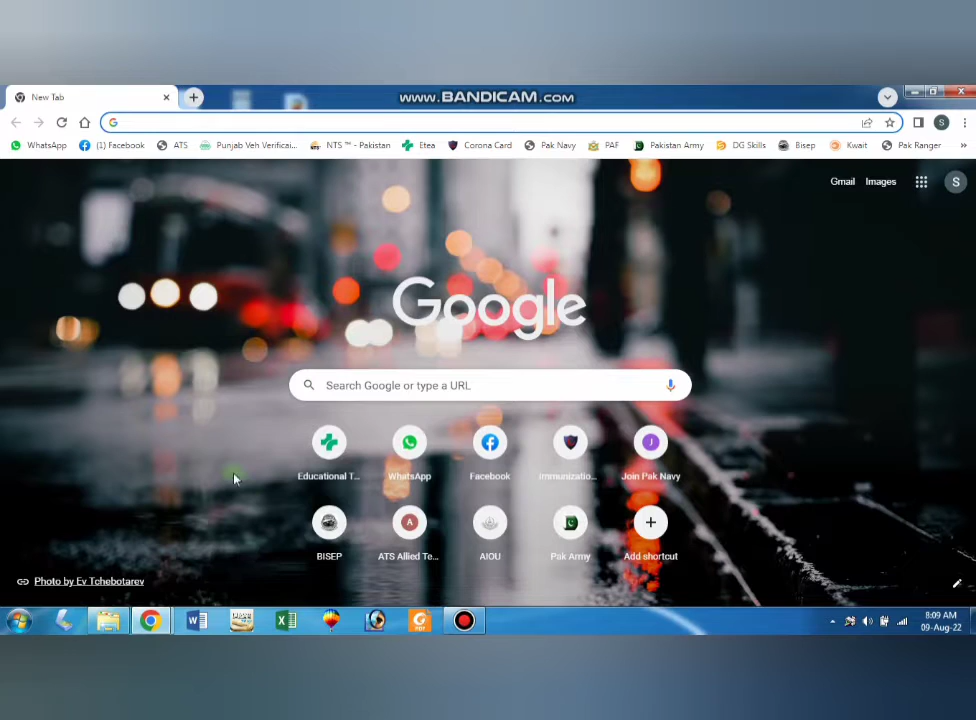 New Tab
www.BANDICAM.com
WhatsApp (1) Facebook ATS Punjab Veh Verificai... NTS ™ - Pakistan Etea Corona Card Pak Navy PAF Pakistan Army DG Skills Bisep Kwait Pak Ranger »
Gmail Images S
Google
Search Google or type a URL
Educational T... WhatsApp Facebook Immunizatio... Join Pak Navy
BISEP ATS Allied Te... AIOU Pak Army Add shortcut
Photo by Ev Tchebotarev
8:09 AM
09-Aug-22